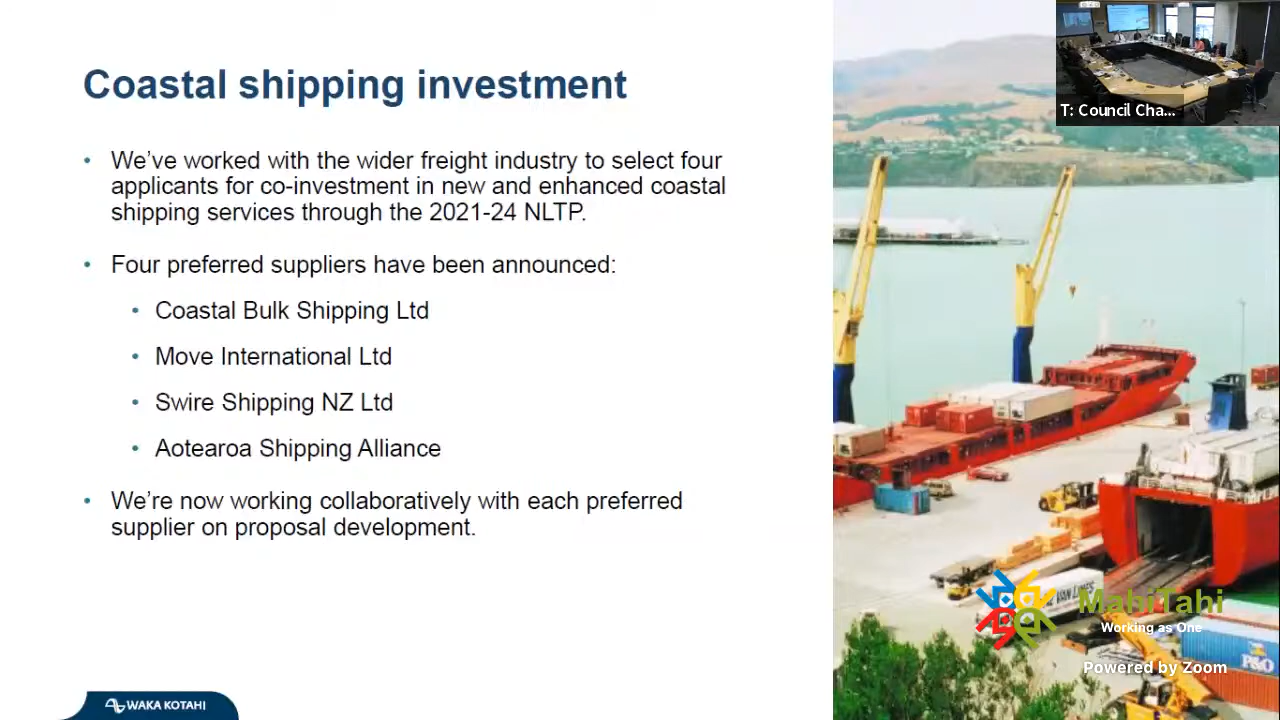 Coastal shipping investment
T: Council Cha...
• We've worked with the wider freight industry to select four
applicants for co-investment in new and enhanced coastal
shipping services through the 2021-24 NLTP.
• Four preferred suppliers have been announced:
• Coastal Bulk Shipping Ltd
• Move International Ltd
• Swire Shipping NZ Ltd
• Aotearoa Shipping Alliance
• We're now working collaboratively with each preferred
supplier on proposal development.
VAN LINES
MahiTahi
Working as One
P&O
Powered by Zoom
WAKA KOTAHI